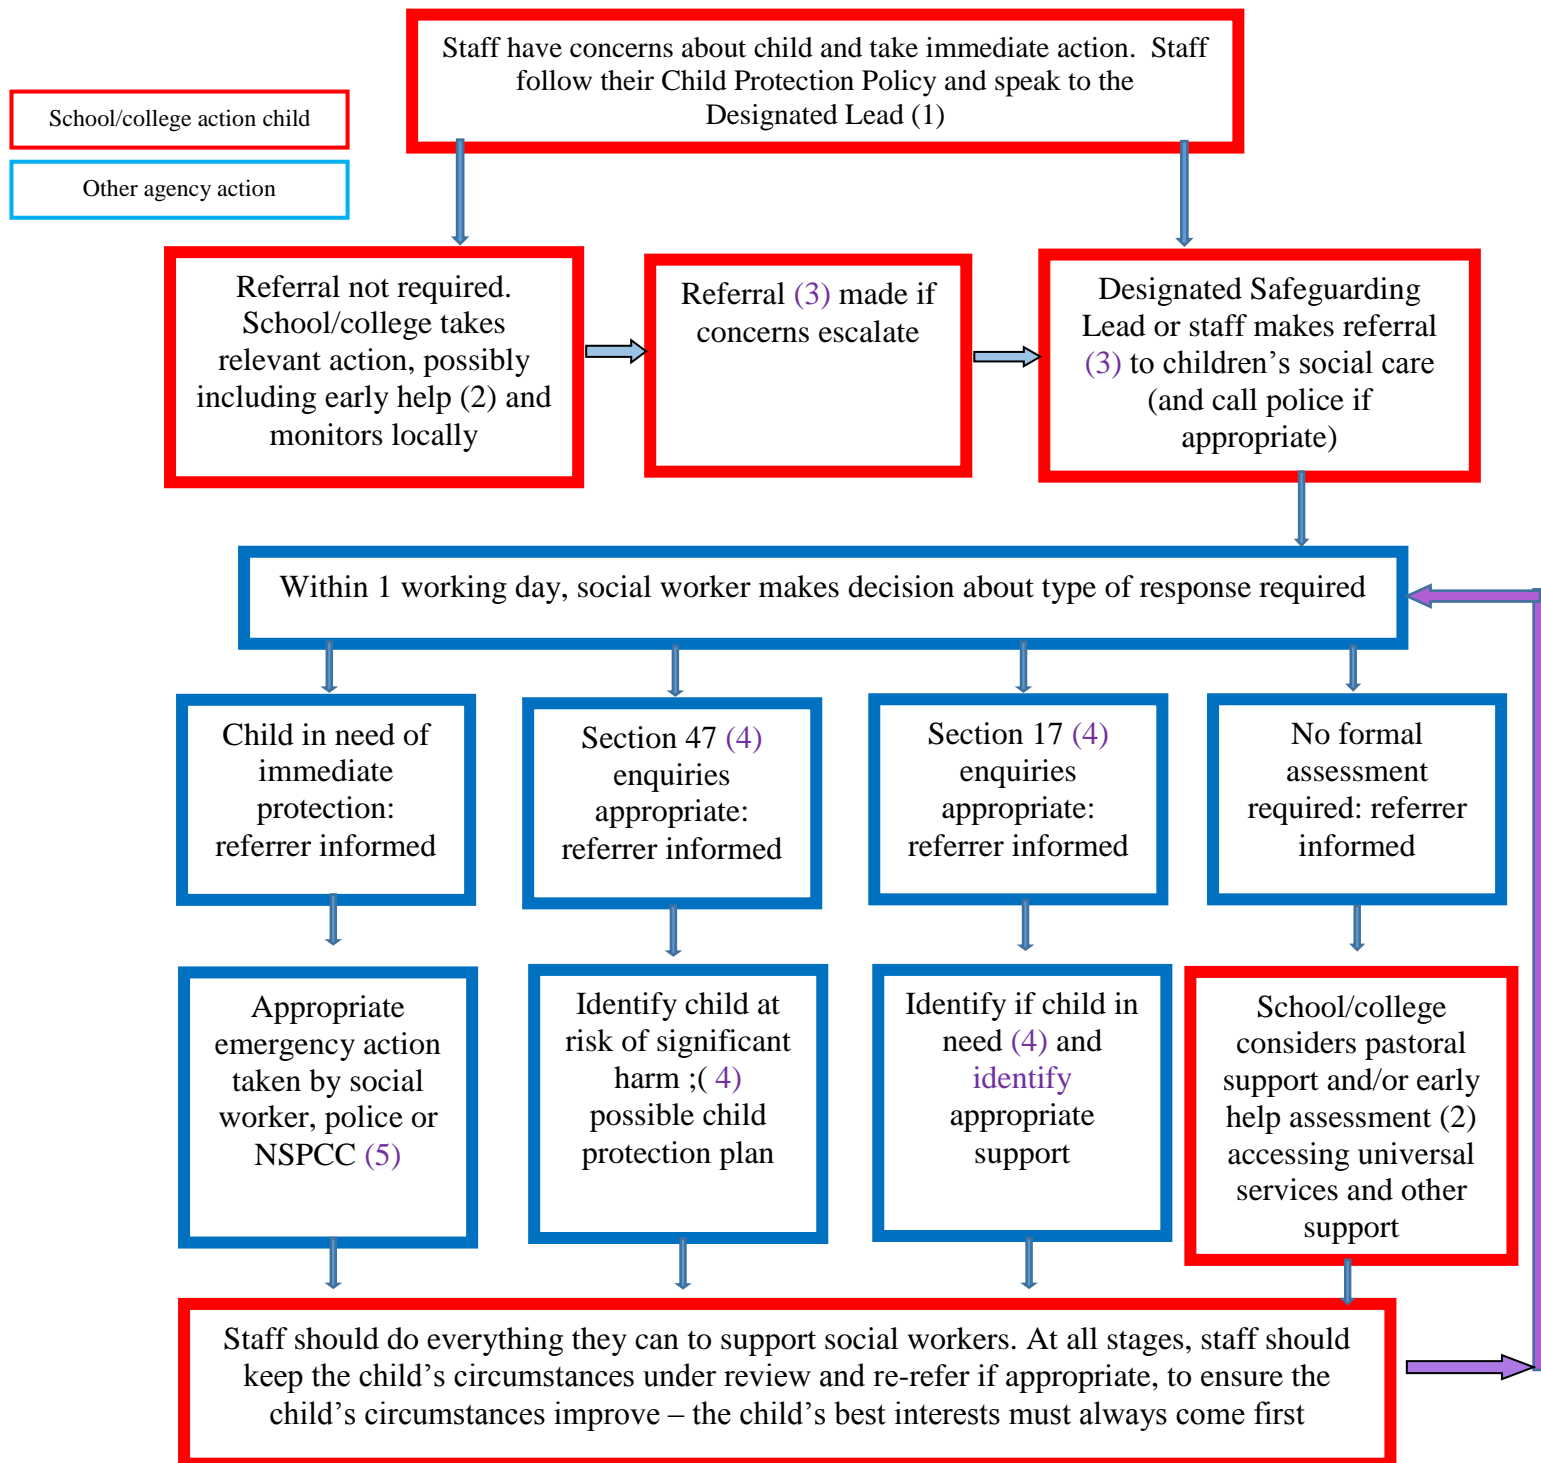 Staff have concerns about child and take immediate action.  Staff
follow their Child Protection Policy and speak to the
Designated Lead (1)
School/college action child
Other agency action
Referral not required.
School/college takes
relevant action, possibly
including early help (2) and
monitors locally
Referral (3) made if
concerns escalate
Designated Safeguarding
Lead or staff makes referral
(3) to children’s social care
(and call police if
appropriate)
Within 1 working day, social worker makes decision about type of response required
Child in need of
immediate
protection:
referrer informed
Section 47 (4)
enquiries
appropriate:
referrer informed
Section 17 (4)
enquiries
appropriate:
referrer informed
No formal
assessment
required: referrer
informed
Appropriate
emergency action
taken by social
worker, police or
NSPCC (5)
Identify child at
risk of significant
harm ;( 4)
possible child
protection plan
Identify if child in
need (4) and
identify
appropriate
support
School/college
considers pastoral
support and/or early
help assessment (2)
accessing universal
services and other
support
Staff should do everything they can to support social workers. At all stages, staff should
keep the child’s circumstances under review and re-refer if appropriate, to ensure the
child’s circumstances improve – the child’s best interests must always come first